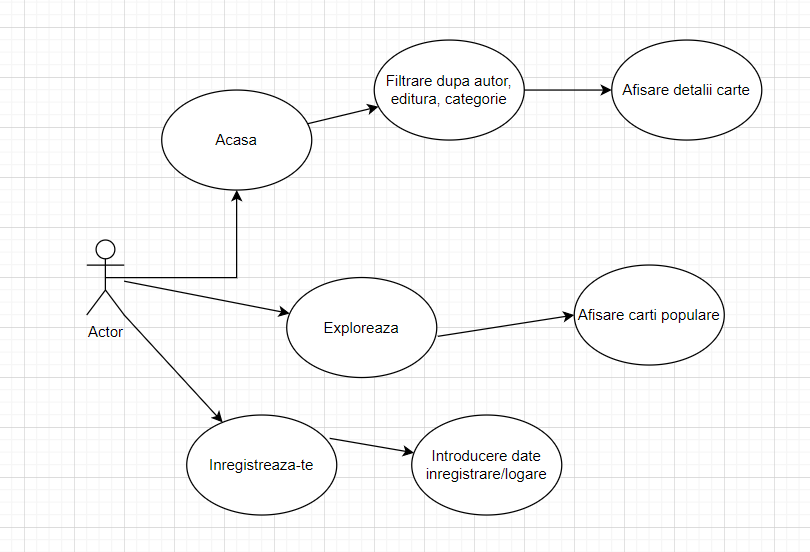 Filtrare dupa autor,
editura, categorie
Afisare detalii carte
Acasa
Actor
Exploreaza
Afisare carti populare
Inregistreaza-te
Introducere date
inregistrare/logare